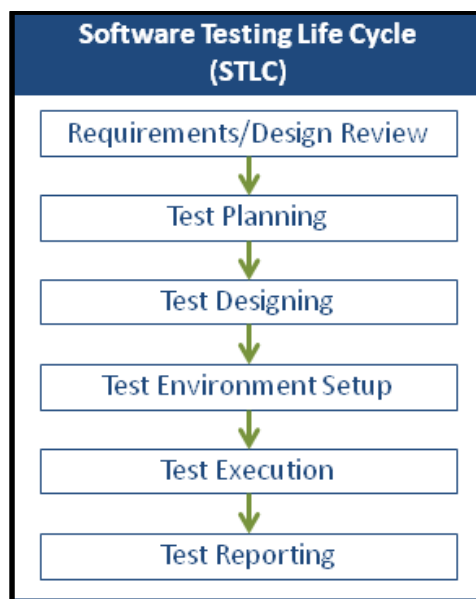 Software Testing Life Cycle
(STLC)
Requirements/Design Review
Test Planning
Test Designing
Test Environment Setup
Test Execution
Test Reporting